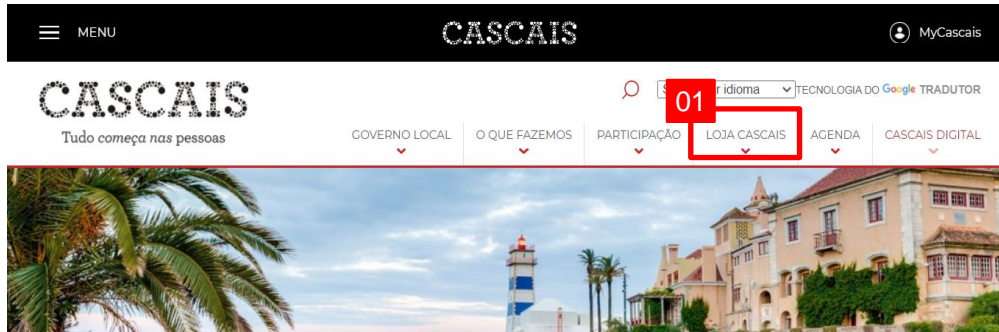 MENU
CASCAIS
MyCascais
CASCAIS
Tudo começa nas pessoas
01
idioma
TECNOLOGIA DO Google TRADUTOR
GOVERNO LOCAL
O QUE FAZEMOS
PARTICIPAÇÃO
LOJA CASCAIS
AGENDA
CASCAIS DIGITAL